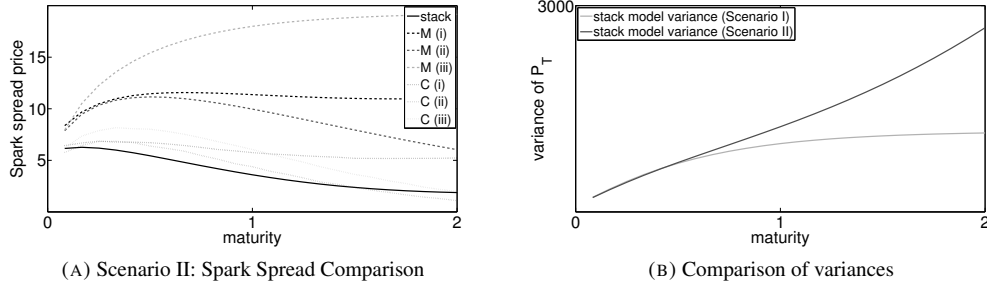 Spark spread price
15
10
5
0
1
2
maturity
stack
M (i)
M (ii)
M (iii)
C (i)
C (ii)
C (iii)
(A) Scenario II: Spark Spread Comparison
variance of P_T
3000
0
1
2
maturity
stack model variance (Scenario I)
stack model variance (Scenario II)
(B) Comparison of variances